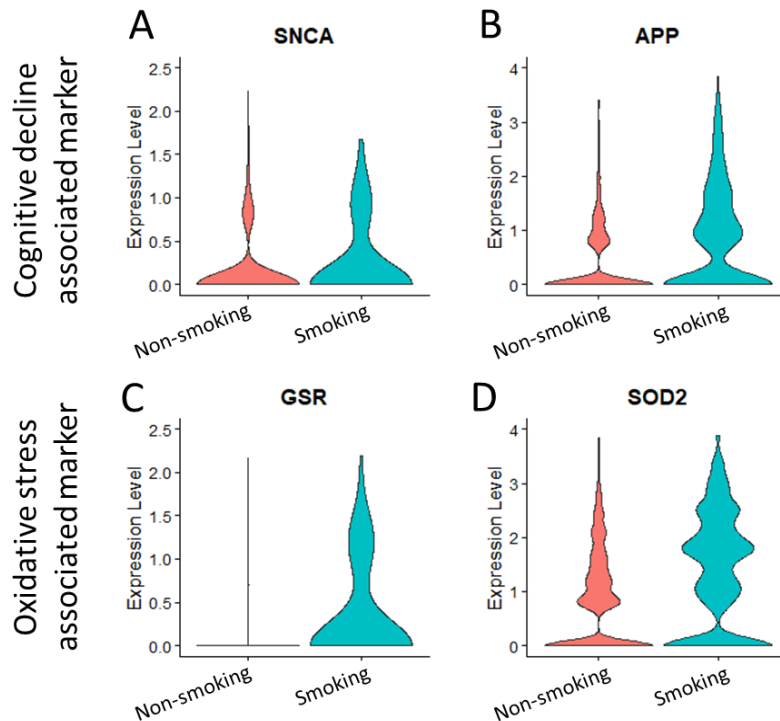 Cognitive decline
associated marker
A
SNCA
Expression Level
2.5
2.0
1.5
1.0
0.5
0.0
Non-smoking
Smoking
B
APP
Expression Level
4
3
2
1
0
Non-smoking
Smoking
Oxidative stress
associated marker
C
GSR
Expression Level
2.5
2.0
1.5
1.0
0.5
0.0
Non-smoking
Smoking
D
SOD2
Expression Level
4
3
2
1
0
Non-smoking
Smoking